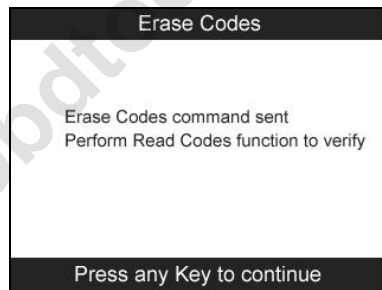 Erase Codes
Erase Codes command sent
Perform Read Codes function to verify
Press any Key to continue